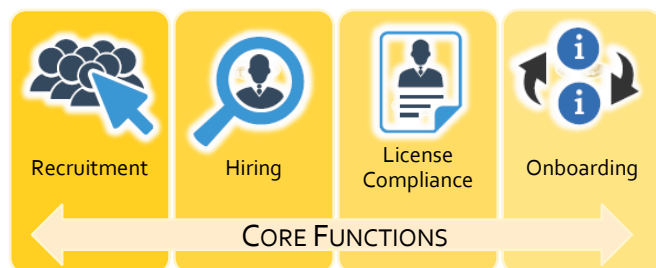 i
i
Recruitment
Hiring
License
Compliance
Onboarding
CORE FUNCTIONS